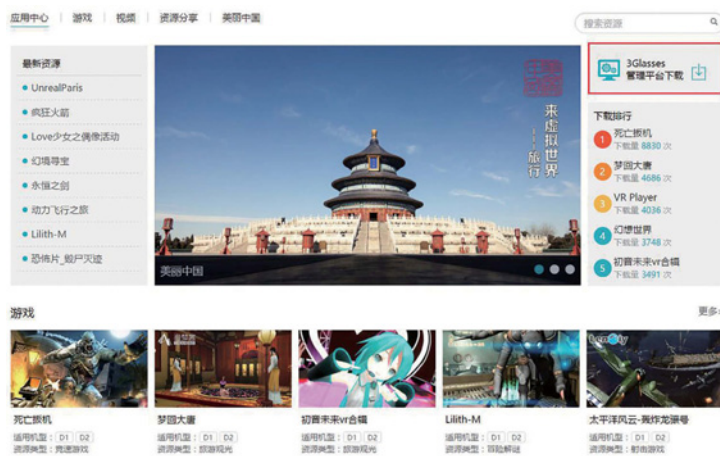 应用中心 | 游戏 | 视频 | 资源分享 | 美丽中国
搜索资源
最新资源
UnrealParis
疯狂火箭
Love少女之偶像活动
幻境寻宝
永恒之剑
动力飞行之旅
Lilith-M
恐怖片_毁尸灭迹
来虚拟世界
---旅行
美丽中国
3Glasses
管理平台下载
下载排行
1 死亡扳机
下载量 8830 次
2 梦回大唐
下载量 4686 次
3 VR Player
下载量 4036 次
4 幻想世界
下载量 3748 次
5 初音未来vr合辑
下载量 3491 次
游戏
更多
死亡扳机
适用机型： D1 D2
资源类型：竞速游戏
梦回大唐
适用机型： D1 D2
资源类型：旅游观光
初音未来vr合辑
适用机型： D1 D2
资源类型：旅游观光
Lilith-M
适用机型： D1 D2
资源类型：冒险解谜
太平洋风云-轰炸龙骧号
适用机型： D1 D2
资源类型：射击游戏